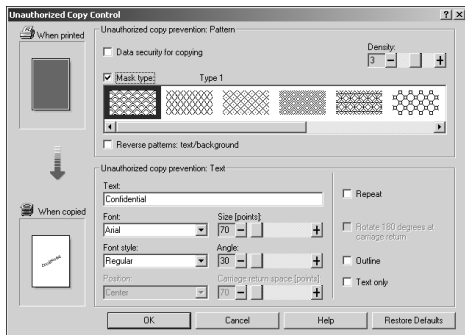 Unauthorized Copy Control
When printed
Unauthorized copy prevention: Pattern
Data security for copying
Density:
3
Mask type:
Type 1
Reverse patterns: text/background
Unauthorized copy prevention: Text
Text:
Confidential
Repeat
When copied
Font:
Size [points]:
Arial
70
Rotate 180 degrees at
carriage return
Font style:
Angle:
Regular
30
Outline
Position:
Carriage return space [points]:
Center
70
Text only
OK
Cancel
Help
Restore Defaults